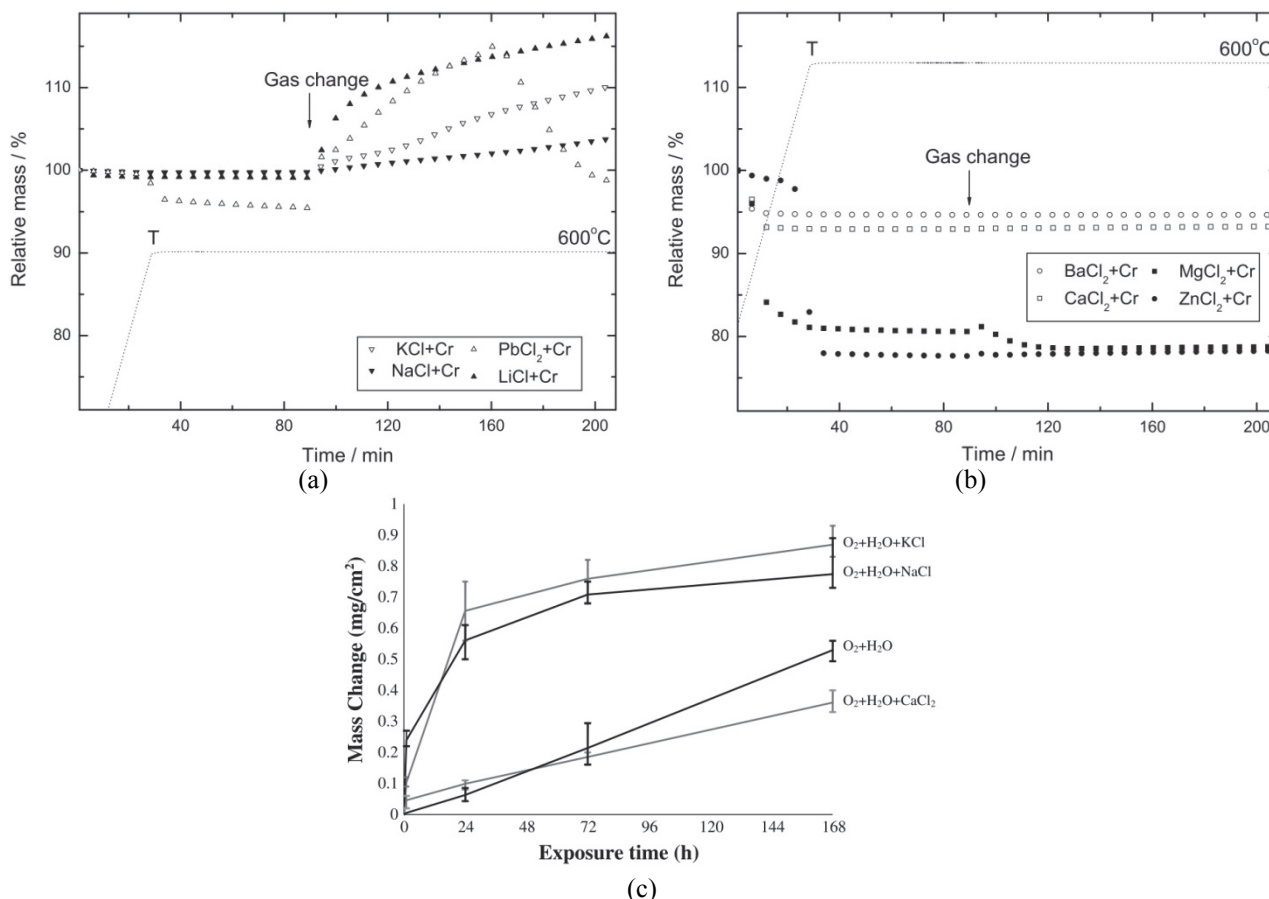 T
600°C
Gas change
110
100
90
80
Relative mass / %
40
80
120
160
200
Time / min
KCl+Cr
PbCl₂+Cr
NaCl+Cr
LiCl+Cr
(a)
T
600°C
Gas change
110
100
90
80
Relative mass / %
BaCl₂+Cr
MgCl₂+Cr
CaCl₂+Cr
ZnCl₂+Cr
40
80
120
160
200
Time / min
(b)
1
0.9
0.8
0.7
0.6
0.5
0.4
0.3
0.2
0.1
0
Mass Change (mg/cm²)
O₂+H₂O+KCl
O₂+H₂O+NaCl
O₂+H₂O
O₂+H₂O+CaCl₂
0
24
48
72
96
120
144
168
Exposure time (h)
(c)